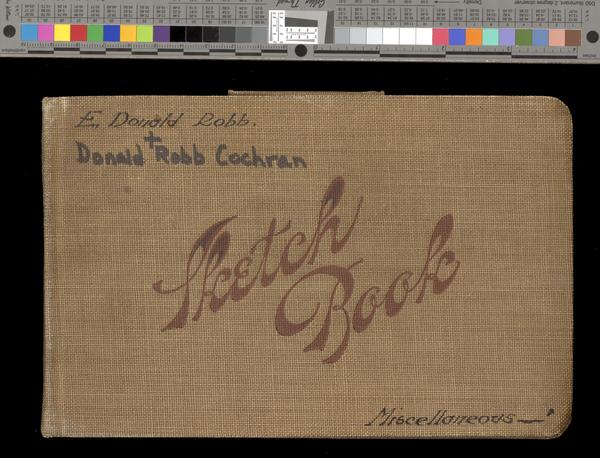 E. Donald Robb.
+
Donald Robb Cochran
Sketch
Book
Miscellaneous